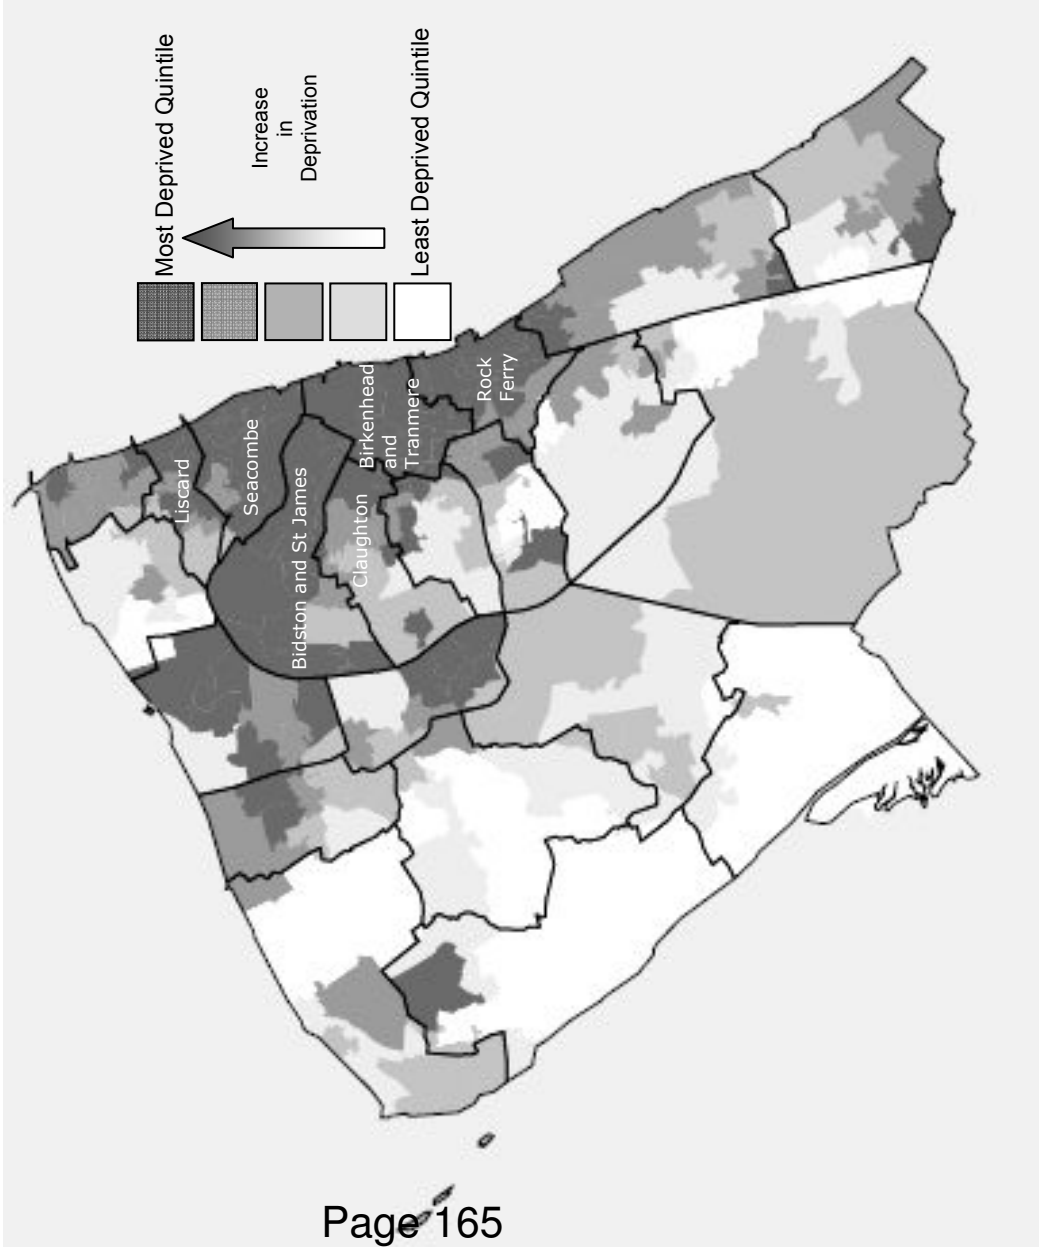 Most Deprived Quintile
Increase
in
Deprivation
Least Deprived Quintile
Liscard
Seacombe
Bidston and St James
Birkenhead
and
Tranmere
Claughton
Rock
Ferry
Page 165